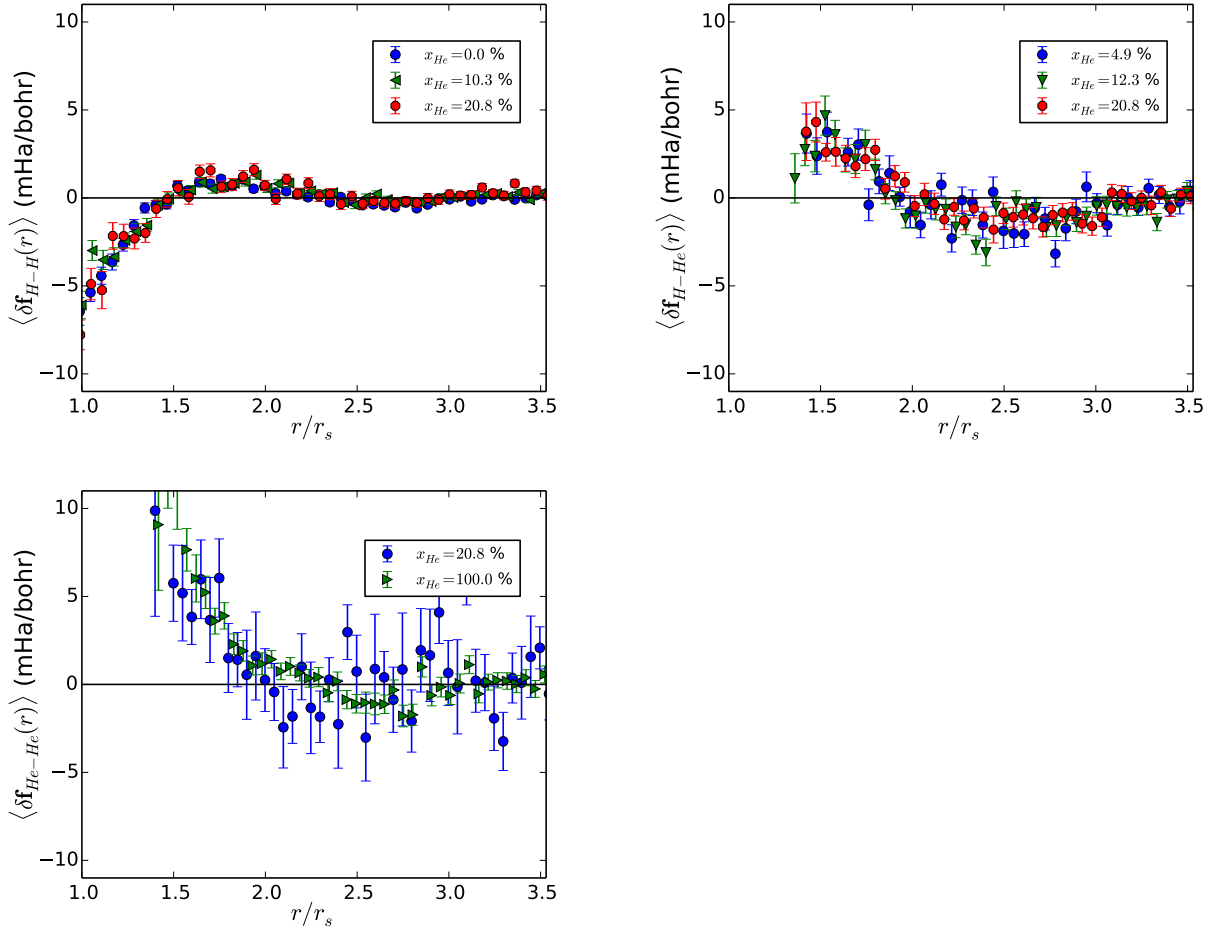 10
5
0
−5
−10
⟨δf_{H−H}(r)⟩ (mHa/bohr)
x_{He}=0.0 %
x_{He}=10.3 %
x_{He}=20.8 %
1.0 1.5 2.0 2.5 3.0 3.5
r/r_s
10
5
0
−5
−10
⟨δf_{H−He}(r)⟩ (mHa/bohr)
x_{He}=4.9 %
x_{He}=12.3 %
x_{He}=20.8 %
1.0 1.5 2.0 2.5 3.0 3.5
r/r_s
10
5
0
−5
−10
⟨δf_{He−He}(r)⟩ (mHa/bohr)
x_{He}=20.8 %
x_{He}=100.0 %
1.0 1.5 2.0 2.5 3.0 3.5
r/r_s